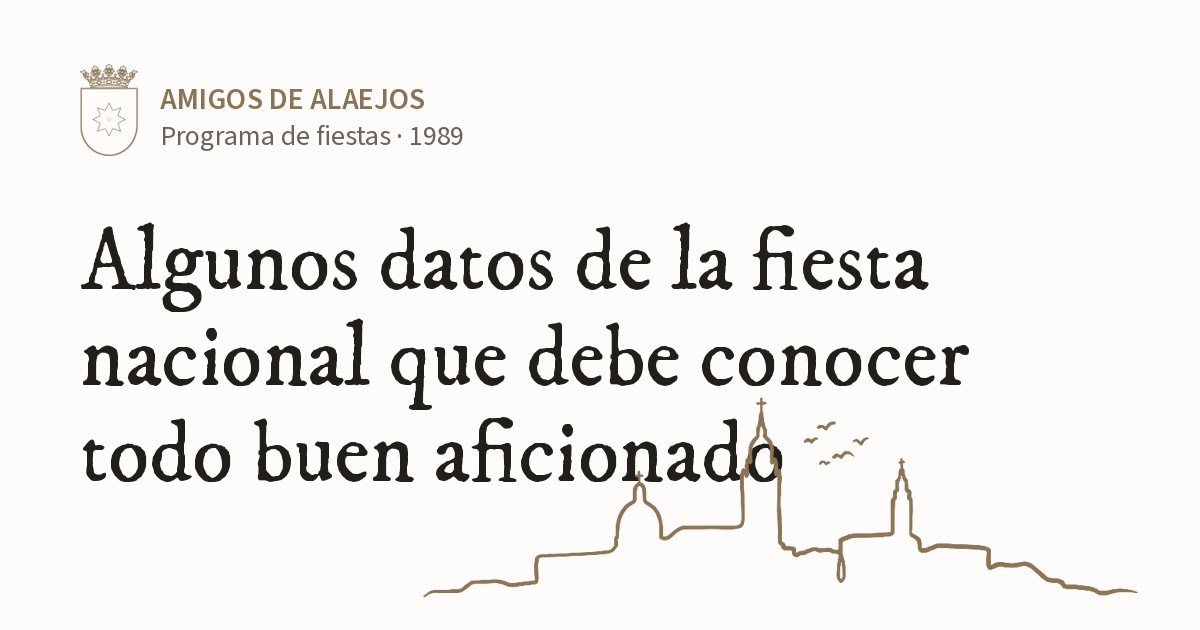 AMIGOS DE ALAEJOS
Programa de fiestas · 1989
Algunos datos de la fiesta
nacional que debe conocer
todo buen aficionado